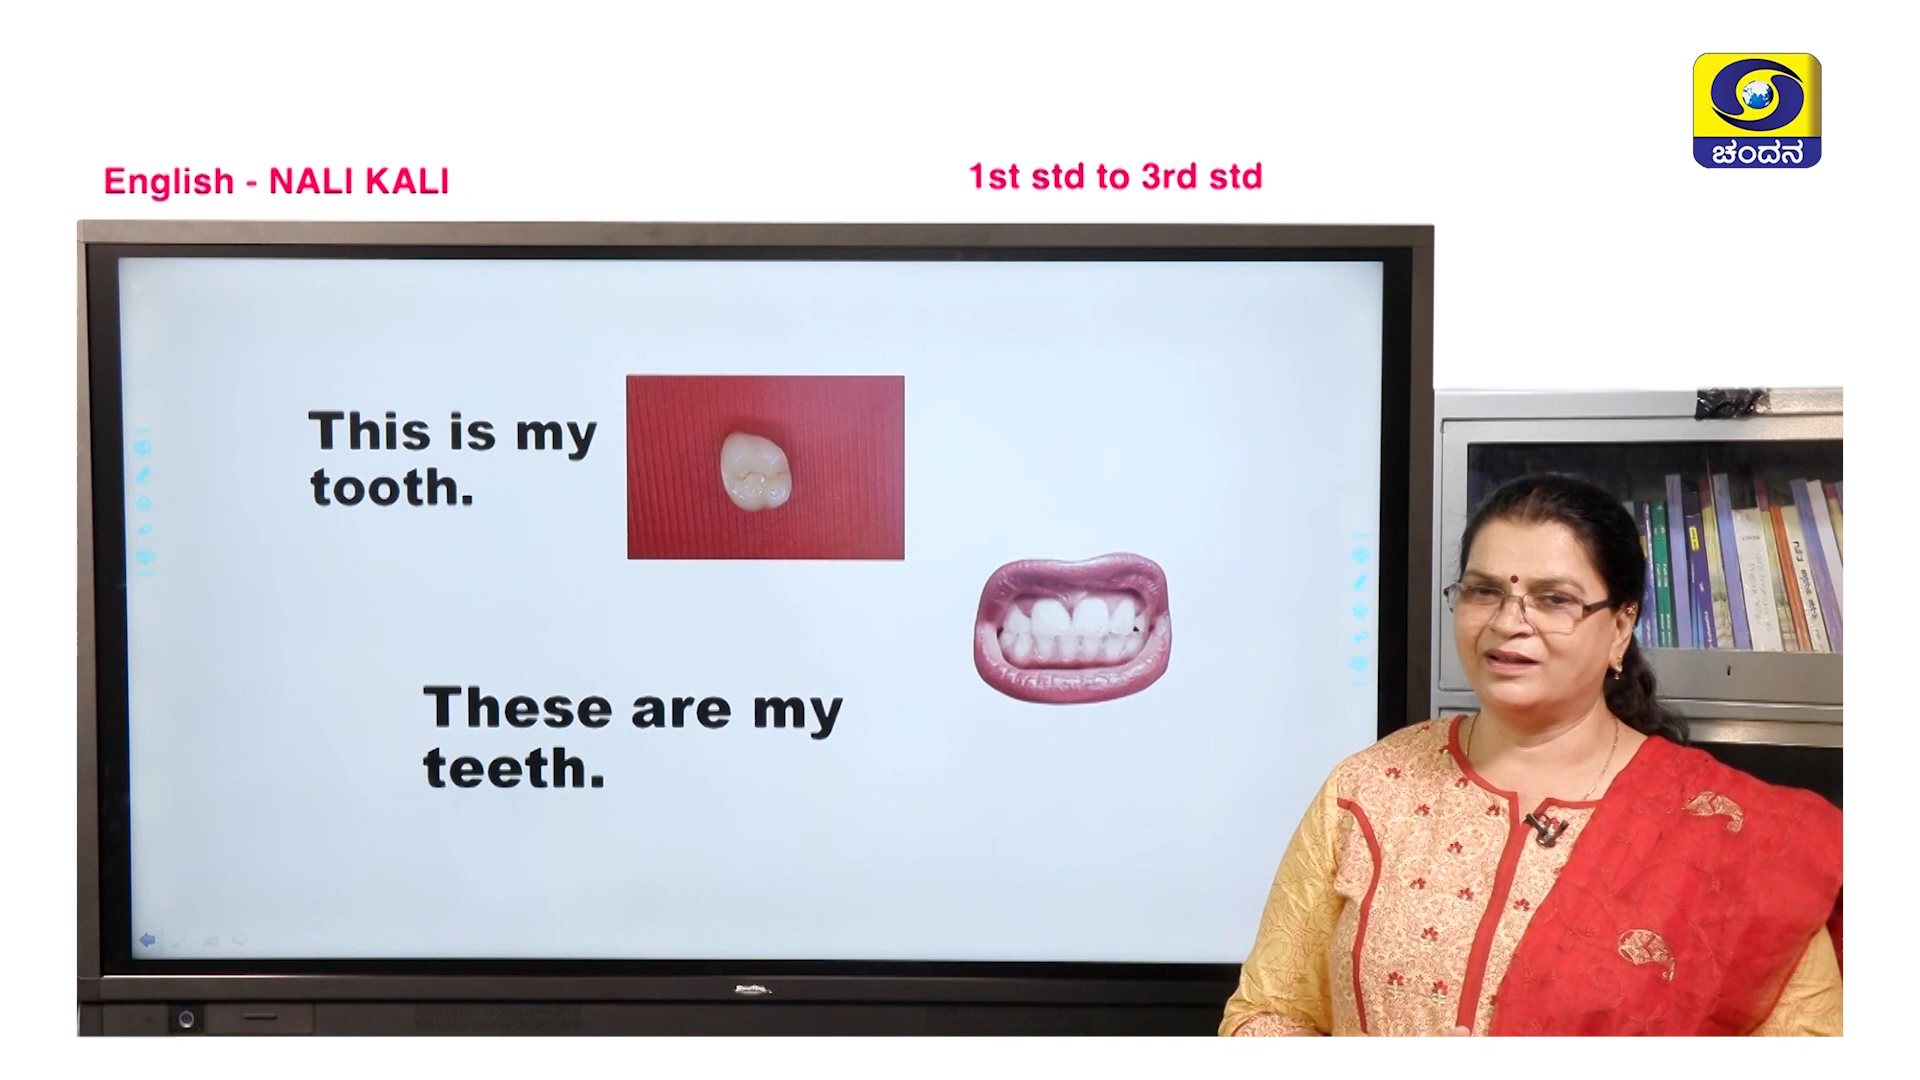 ಚಂದನ
English - NALI KALI
1st std to 3rd std
This is my
tooth.
These are my
teeth.